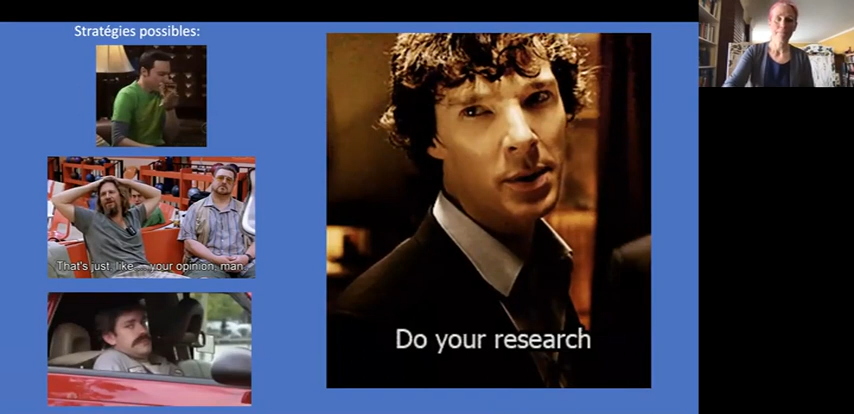 Stratégies possibles:
That's just, like — your opinion, man.
Do your research